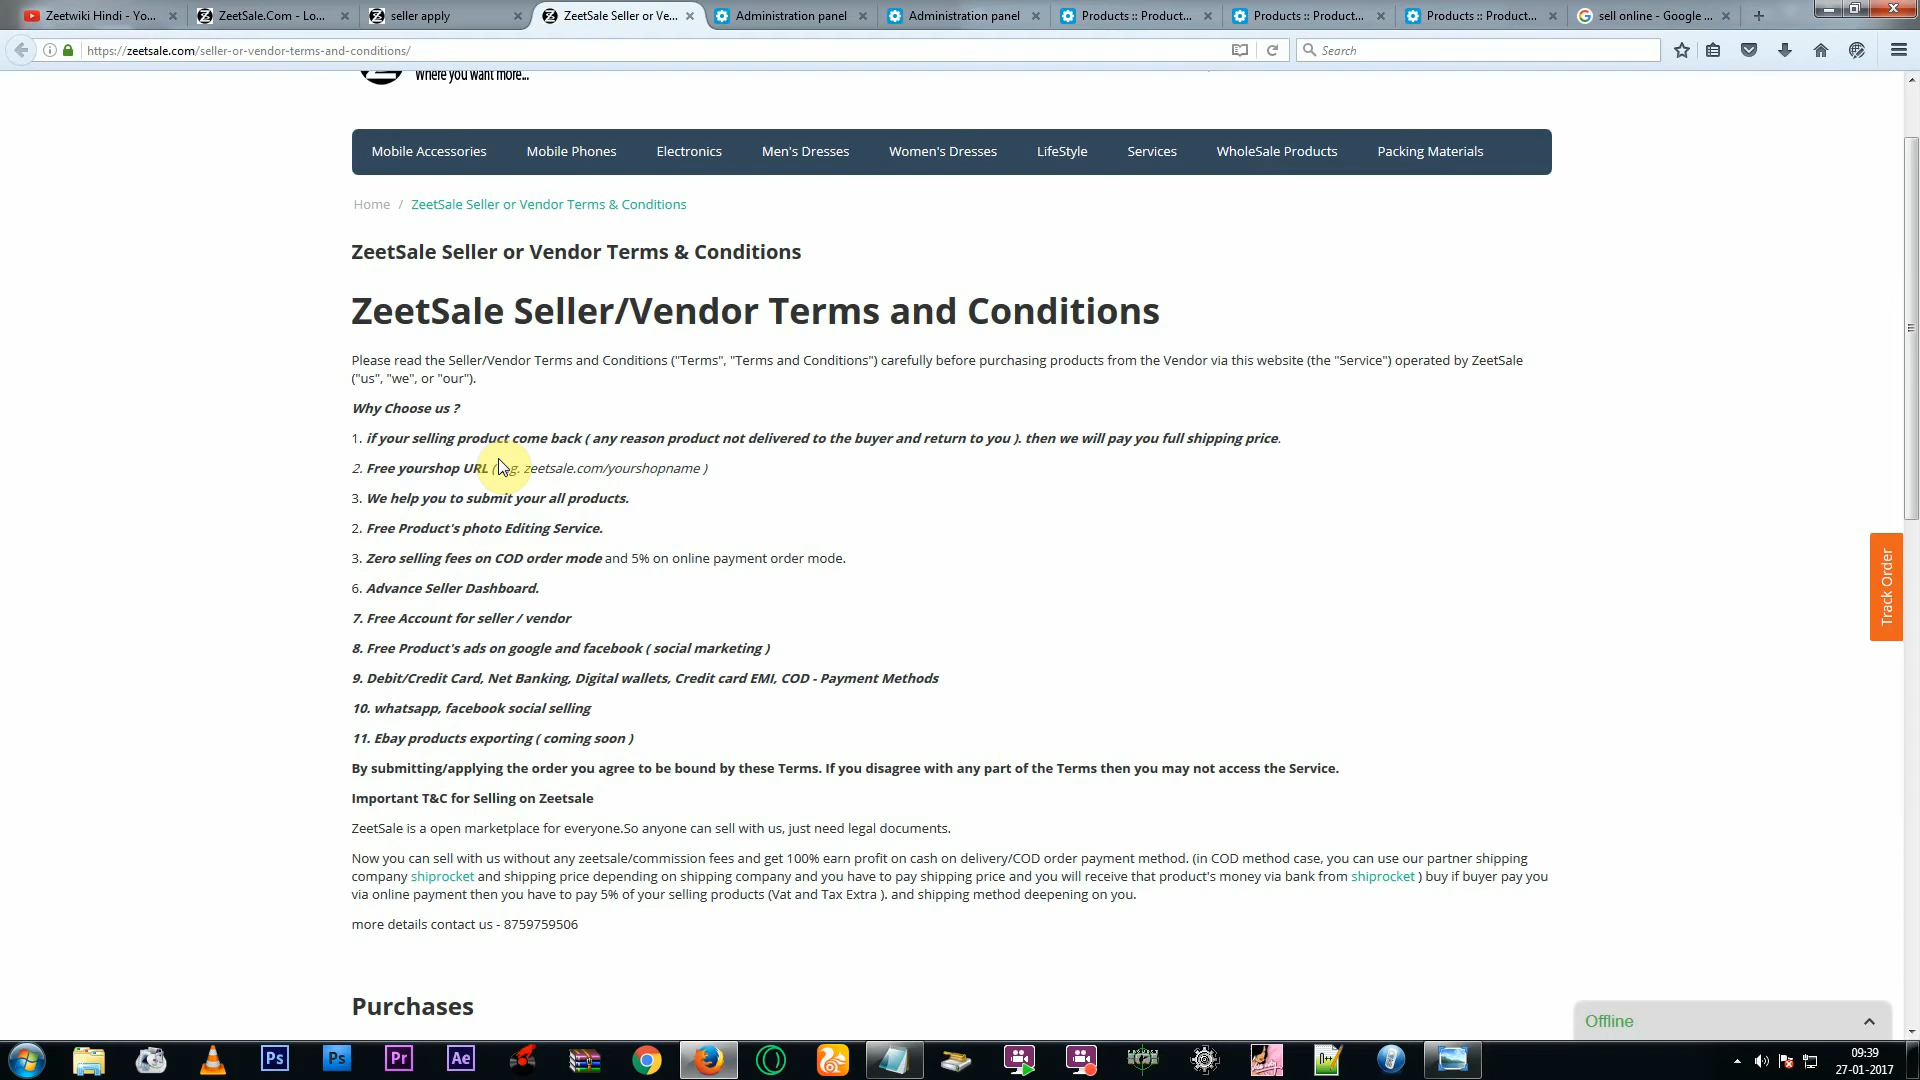 Zeetwiki Hindi - Yo...
ZeetSale.Com - Lo...
seller apply
ZeetSale Seller or Ve...
Administration panel
Administration panel
Products :: Product...
Products :: Product...
Products :: Product...
sell online - Google ...
https://zeetsale.com/seller-or-vendor-terms-and-conditions/
Search
Where you want more...
Mobile Accessories
Mobile Phones
Electronics
Men's Dresses
Women's Dresses
LifeStyle
Services
WholeSale Products
Packing Materials
Home / ZeetSale Seller or Vendor Terms & Conditions
ZeetSale Seller or Vendor Terms & Conditions
ZeetSale Seller/Vendor Terms and Conditions
Please read the Seller/Vendor Terms and Conditions ("Terms", "Terms and Conditions") carefully before purchasing products from the Vendor via this website (the "Service") operated by ZeetSale
("us", "we", or "our").
Why Choose us ?
1. if your selling product come back ( any reason product not delivered to the buyer and return to you ). then we will pay you full shipping price.
2. Free yourshop URL ( zeetsale.com/yourshopname )
3. We help you to submit your all products.
2. Free Product's photo Editing Service.
3. Zero selling fees on COD order mode and 5% on online payment order mode.
6. Advance Seller Dashboard.
7. Free Account for seller / vendor
8. Free Product's ads on google and facebook ( social marketing )
9. Debit/Credit Card, Net Banking, Digital wallets, Credit card EMI, COD - Payment Methods
10. whatsapp, facebook social selling
11. Ebay products exporting ( coming soon )
By submitting/applying the order you agree to be bound by these Terms. If you disagree with any part of the Terms then you may not access the Service.
Important T&C for Selling on Zeetsale
ZeetSale is a open marketplace for everyone.So anyone can sell with us, just need legal documents.
Now you can sell with us without any zeetsale/commission fees and get 100% earn profit on cash on delivery/COD order payment method. (in COD method case, you can use our partner shipping
company shiprocket and shipping price depending on shipping company and you have to pay shipping price and you will receive that product's money via bank from shiprocket ) buy if buyer pay you
via online payment then you have to pay 5% of your selling products (Vat and Tax Extra ). and shipping method deepening on you.
more details contact us - 8759759506
Track Order
Purchases
Offline
Ps
Ps
Pr
Ae
09:39
27-01-2017